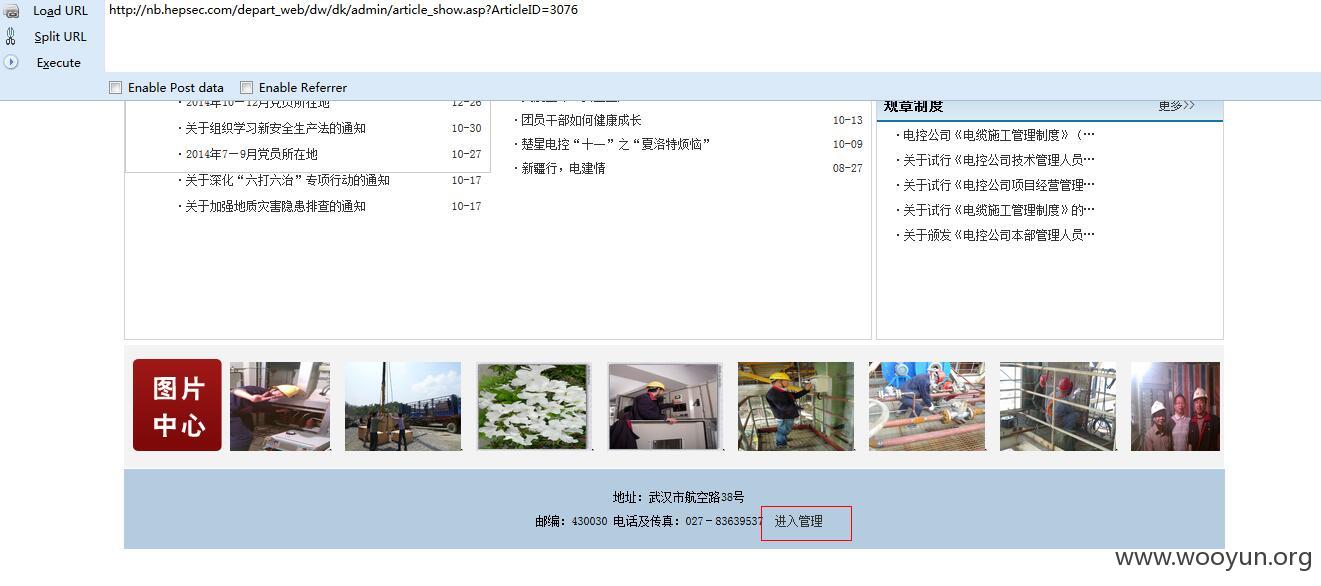 Load URL
http://nb.hepsec.com/depart_web/dw/dk/admin/article_show.asp?ArticleID=3076
Split URL
Execute
Enable Post data
Enable Referrer
· 2014年10－12月党员所在地 12-26
· 关于组织学习新安全生产法的通知 10-30
· 2014年7－9月党员所在地 10-27
· 关于深化“六打六治”专项行动的通知 10-17
· 关于加强地质灾害隐患排查的通知 10-17
· 团员干部如何健康成长 10-13
· 楚星电控“十一”之“夏洛特烦恼” 10-09
· 新疆行，电建情 08-27
规章制度 更多>>
· 电控公司《电缆施工管理制度》（…
· 关于试行《电控公司技术管理人员…
· 关于试行《电控公司项目经营管理…
· 关于试行《电缆施工管理制度》的…
· 关于颁发《电控公司本部管理人员…
图片
中心
地址：武汉市航空路38号
邮编：430030 电话及传真：027－83639537 进入管理
www.wooyun.org